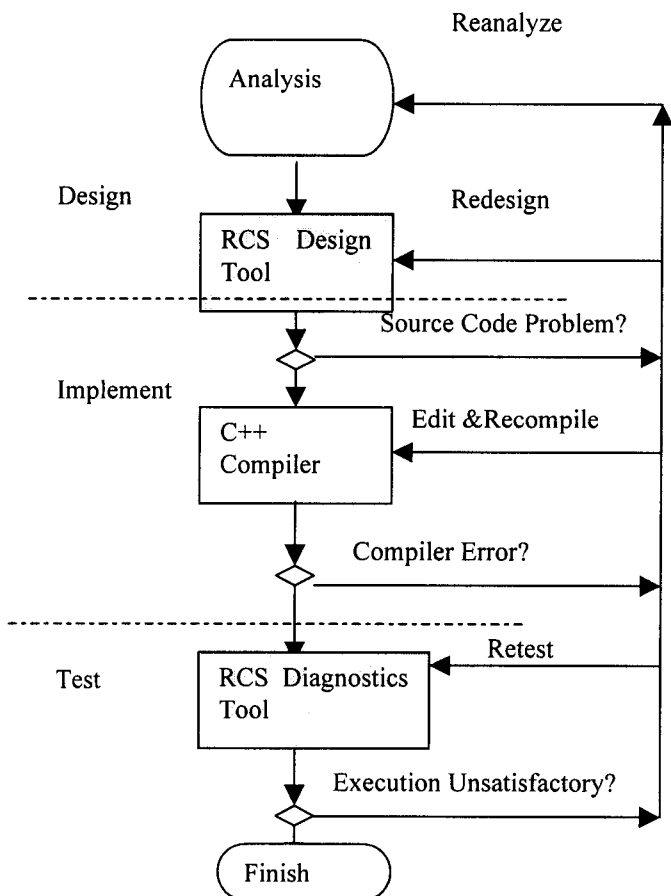 Reanalyze
Analysis
Design
Redesign
RCS Design
Tool
Source Code Problem?
Implement
Edit &Recompile
C++
Compiler
Compiler Error?
Retest
Test
RCS Diagnostics
Tool
Execution Unsatisfactory?
Finish